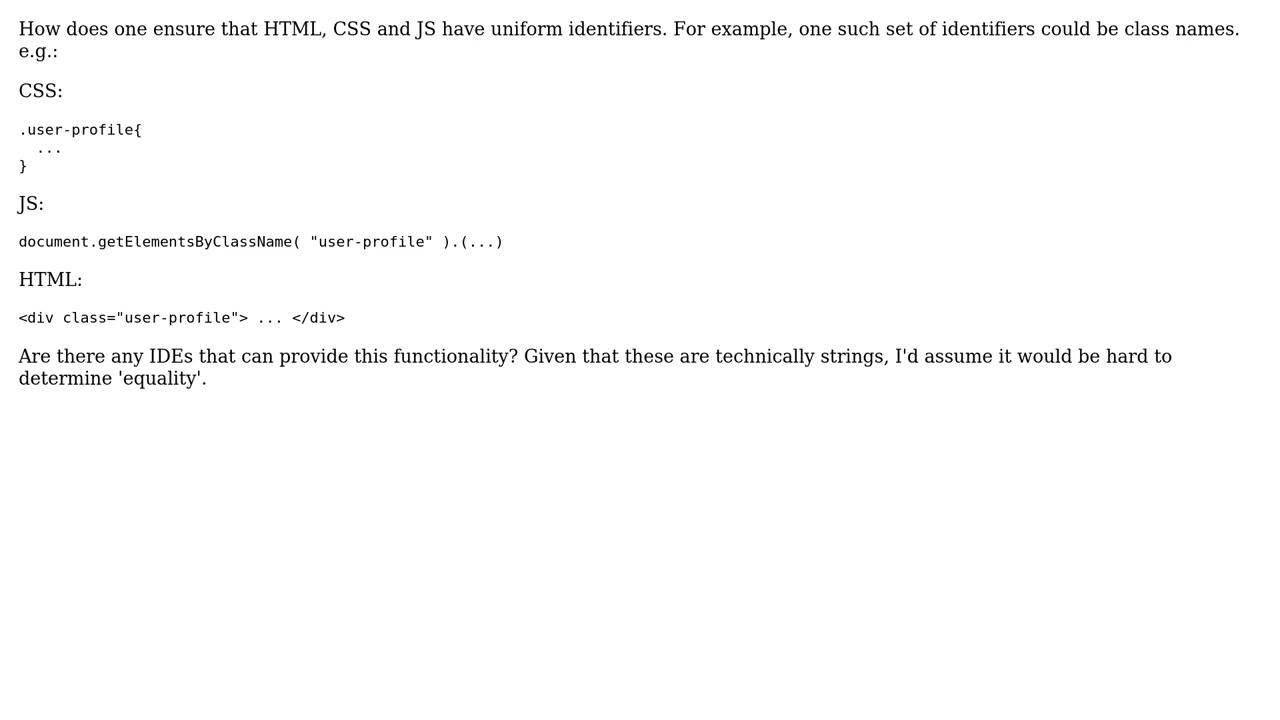 How does one ensure that HTML, CSS and JS have uniform identifiers. For example, one such set of identifiers could be class names.
e.g.:
CSS:
.user-profile{
  ...
}
JS:
document.getElementsByClassName( "user-profile" ).(...)
HTML:
<div class="user-profile"> ... </div>
Are there any IDEs that can provide this functionality? Given that these are technically strings, I'd assume it would be hard to
determine 'equality'.